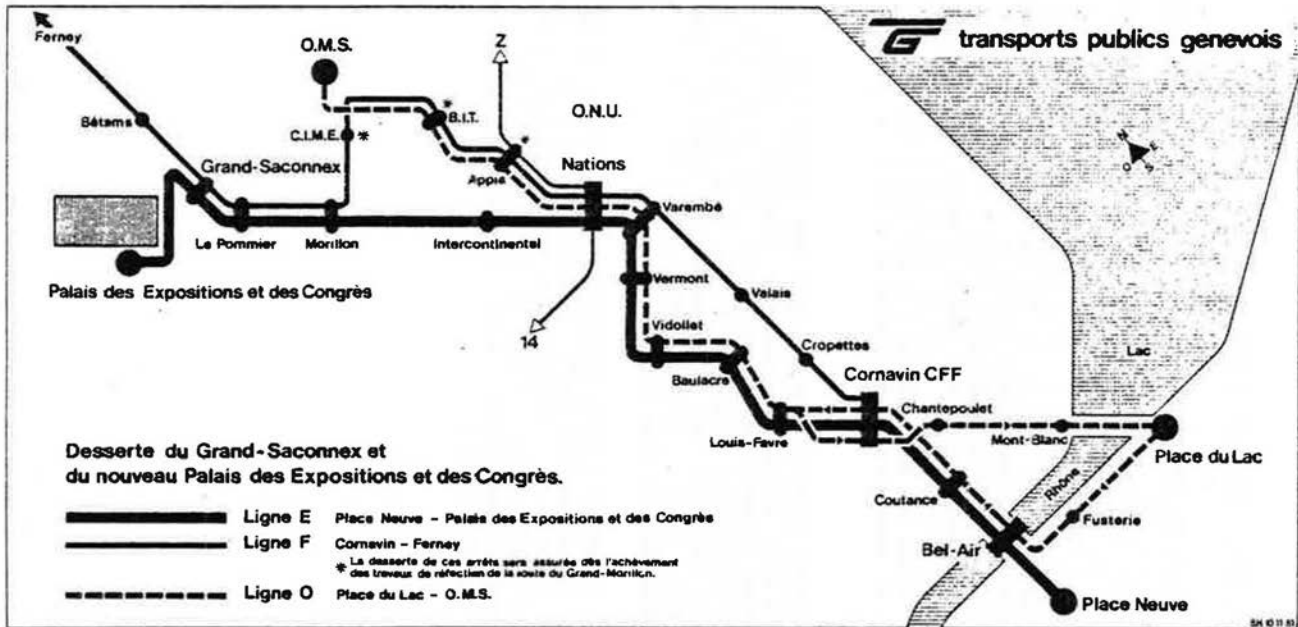 Ferney
O.M.S.
Z
transports publics genevois
O.N.U.
B.I.T.
*
*
C.I.M.E. *
Bétems
N
E
O
S
Grand-Saconnex
Appia
Nations
Varembé
Le Pommier
Morillon
Intercontinental
Palais des Expositions et des Congrès
Vermont
Valais
14
Vidollet
Cropettes
Lac
Baulacre
Cornavin CFF
Chantepoulet
Louis-Favre
Mont-Blanc
Place du Lac
Desserte du Grand-Saconnex et
du nouveau Palais des Expositions et des Congrès.
Coutance
Rhône
Fusterie
Bel-Air
Place Neuve
Ligne E Place Neuve - Palais des Expositions et des Congrès
Ligne F Cornavin - Ferney
* La desserte de ces arrêts sera assurée dès l'achèvement
des travaux de réfection de la route du Grand-Morillon.
Ligne O Place du Lac - O.M.S.